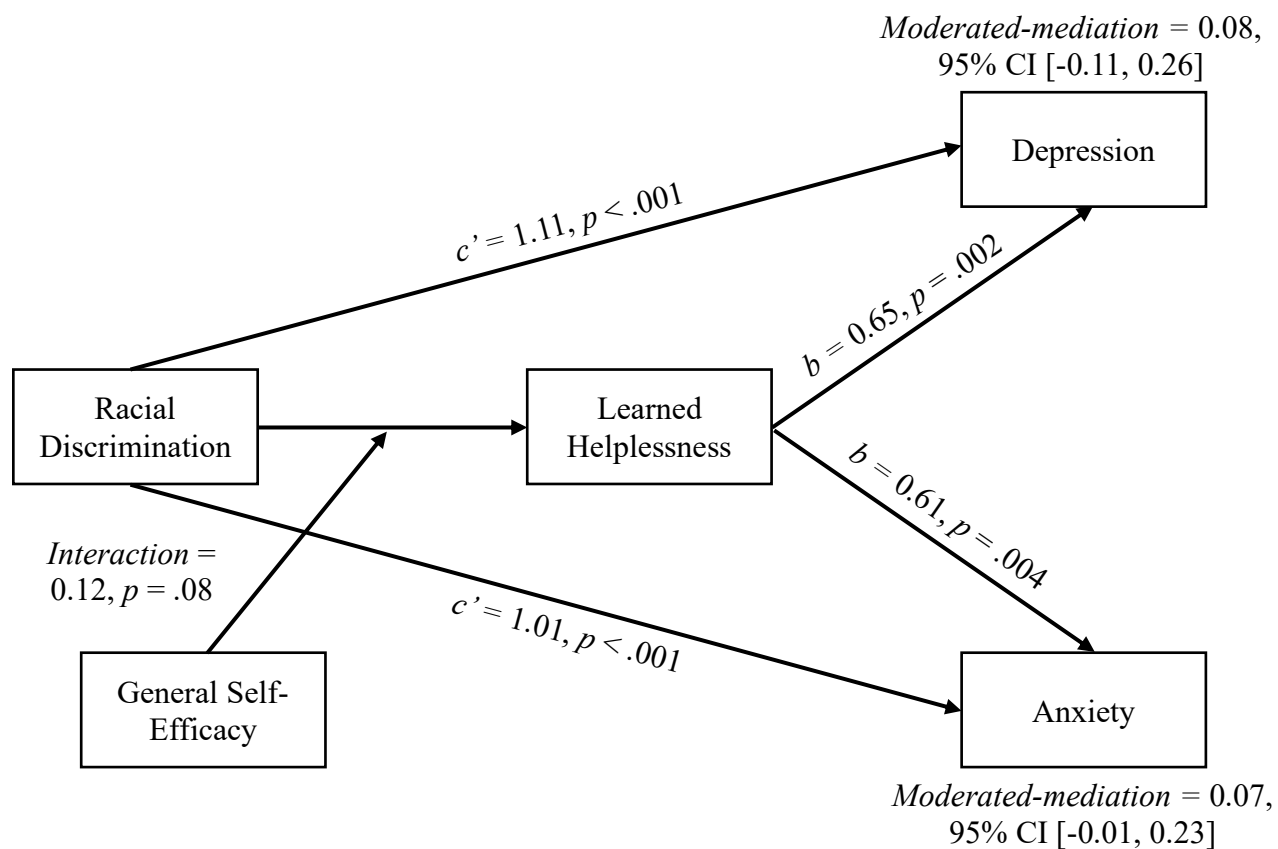 Moderated-mediation = 0.08,
95% CI [-0.11, 0.26]
Depression
c’ = 1.11, p < .001
b = 0.65, p = .002
Racial
Discrimination
Learned
Helplessness
b = 0.61, p = .004
Interaction =
0.12, p = .08
c’ = 1.01, p < .001
General Self-
Efficacy
Anxiety
Moderated-mediation = 0.07,
95% CI [-0.01, 0.23]